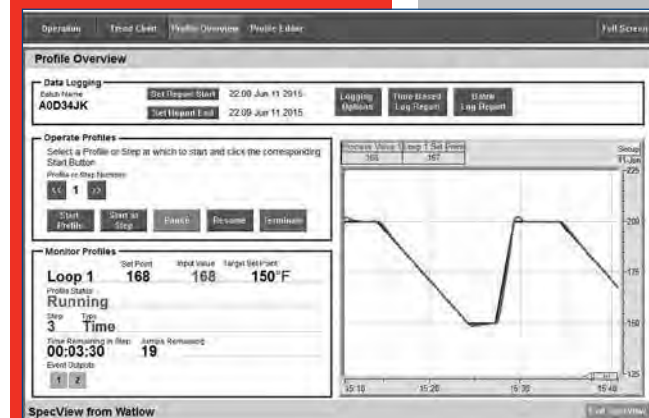 Operation Trend Chart Profile Overview Profile Editor Full Screen
Profile Overview
Data Logging
Batch Name
A0D34JK
Set Report Start 22:00 Jun 11 2015
Set Report End 22:09 Jun 11 2015
Logging Options
Time Based Log Report
Batch Log Report
Operate Profiles
Select a Profile or Step at which to start and click the corresponding
Start Button
Profile or Step Number
<< 1 >>
Start Profile
Start at Step
Pause
Resume
Terminate
Monitor Profiles
Set Point Input Value Target Set Point
Loop 1 168 168 150°F
Profile Status
Running
Step Type
3 Time
Time Remaining in Step Jumps Remaining
00:03:30 19
Event Outputs
1 2
Process Value 1 Loop 1 Set Point
168 167
Setup
11-Jun
225
200
175
150
125
15:10 15:20 15:30 15:40
SpecView from Watlow
Exit SpecView